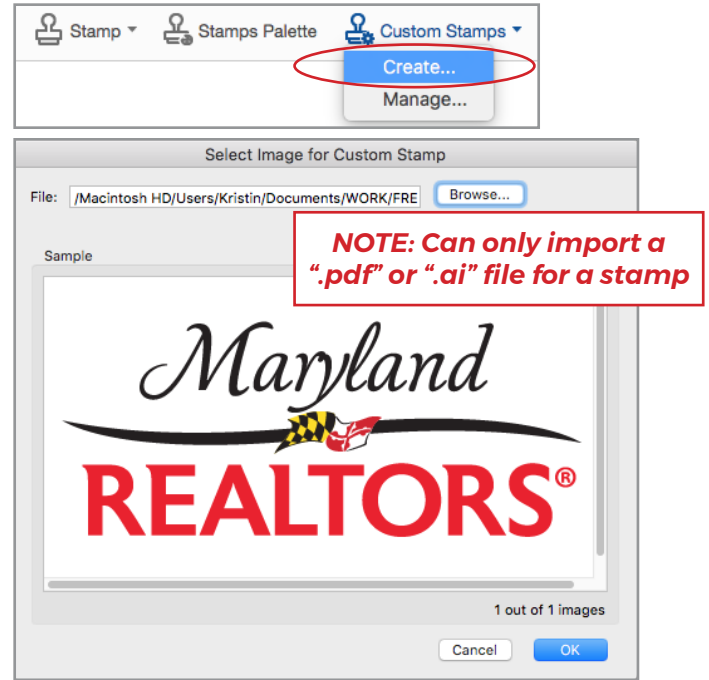 Stamp Stamps Palette Custom Stamps
Create...
Manage...
Select Image for Custom Stamp
File: /Macintosh HD/Users/Kristin/Documents/WORK/FRE Browse...
NOTE: Can only import a
“.pdf” or “.ai” file for a stamp
Sample
Maryland
REALTORS®
1 out of 1 images
Cancel OK